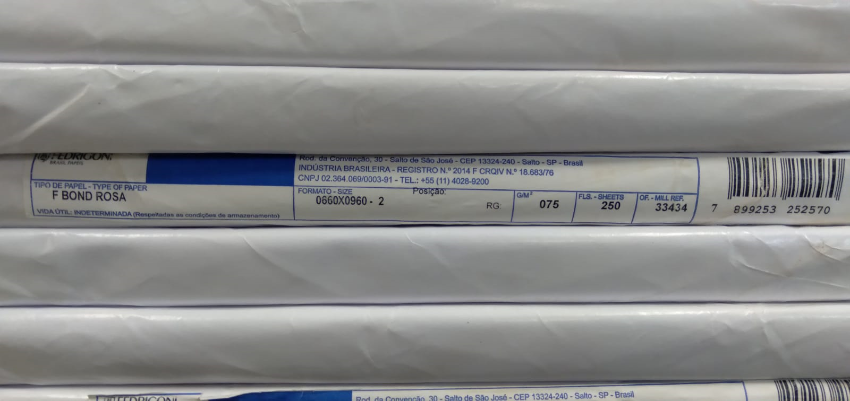 FEDRIGONI
BRASIL PAPÉIS
Rod. da Convenção, 30 - Salto de São José - CEP 13324-240 - Salto - SP - Brasil
INDÚSTRIA BRASILEIRA - REGISTRO N.º 2014 F CRQIV N.º 18.683/76
CNPJ 02.364.069/0003-91 - TEL.: +55 (11) 4028-9200
TIPO DE PAPEL - TYPE OF PAPER
F BOND ROSA
FORMATO - SIZE
0660X0960 - 2
Posição:
RG:
G/M²
075
FLS. - SHEETS
250
OF. - MILL REF.
33434
VIDA ÚTIL: INDETERMINADA (Respeitadas as condições de armazenamento)
7 899253 252570
FEDRIGONI
Rod. da Convenção, 30 - Salto de São José - CEP 13324-240 - Salto - SP - Brasil